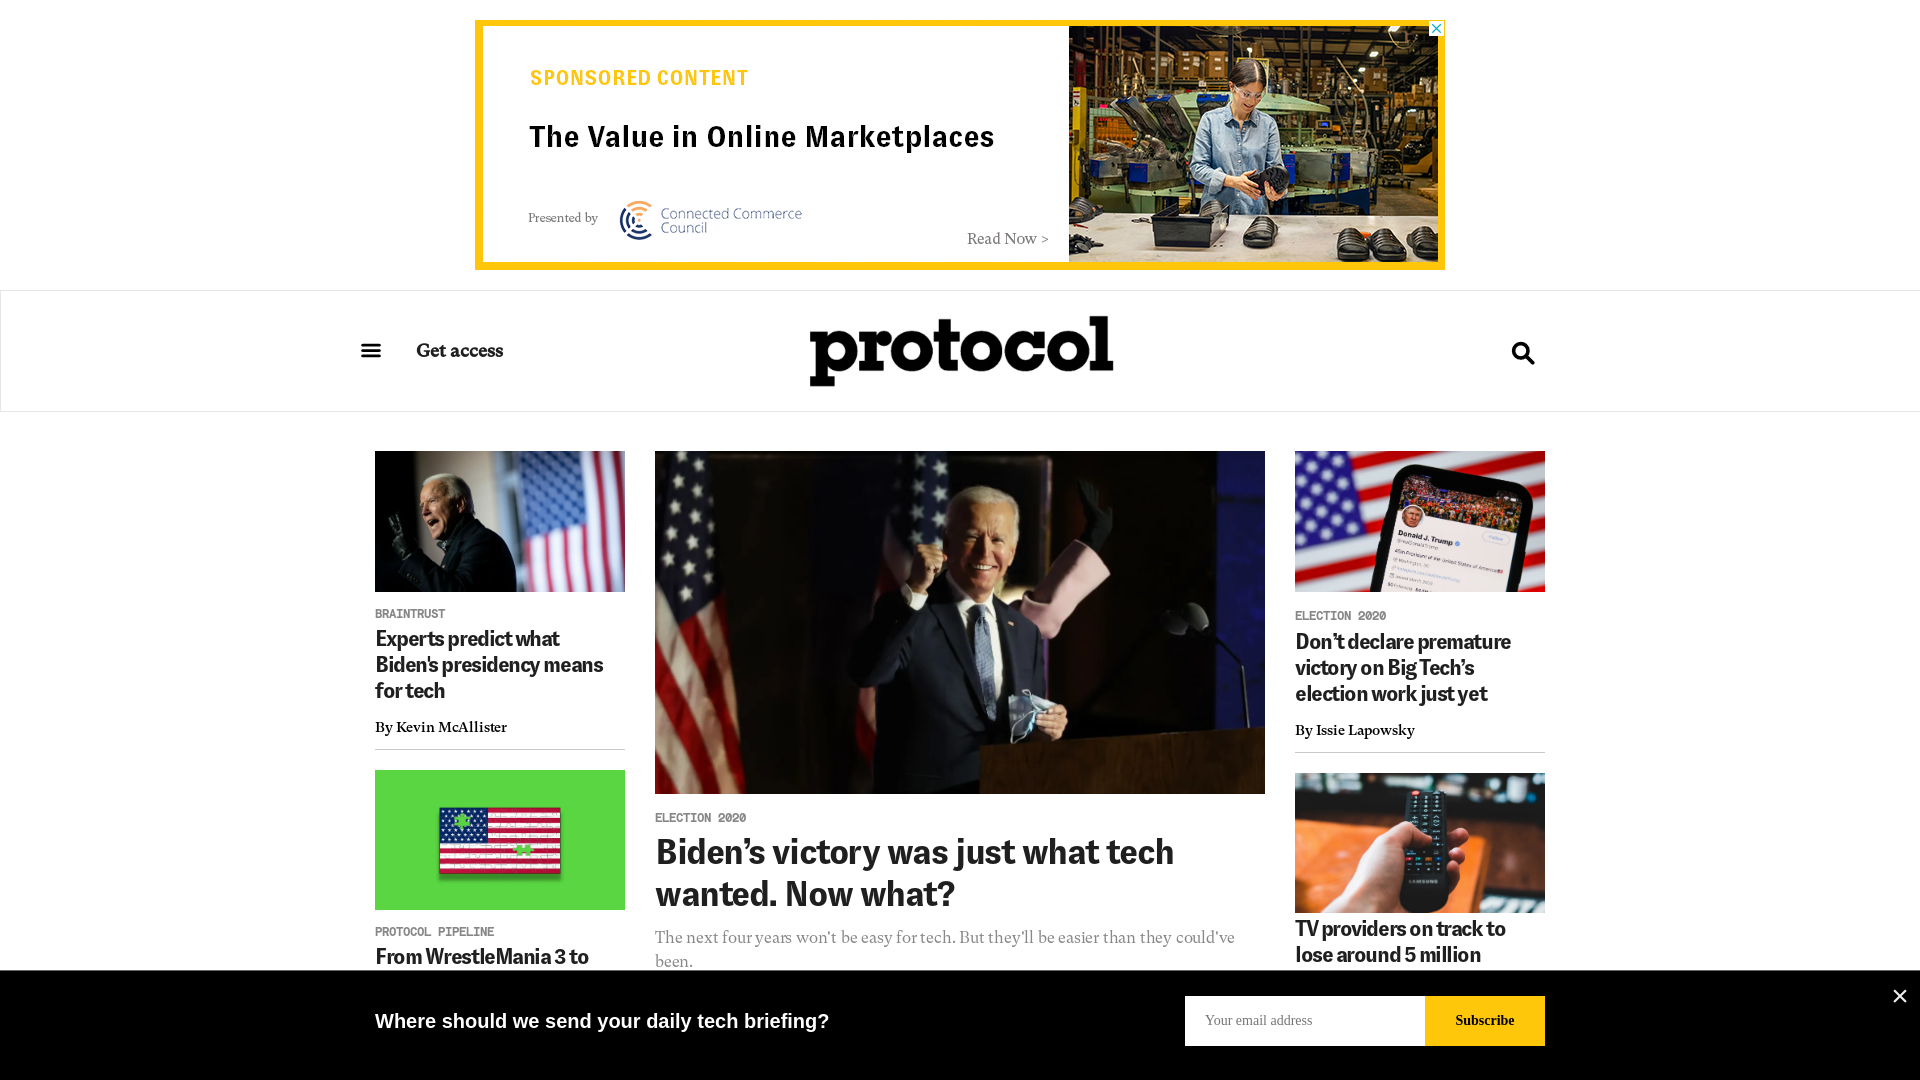 SPONSORED CONTENT
The Value in Online Marketplaces
Presented by
Connected Commerce
Council
Read Now >
Get access
protocol
BRAINTRUST
Experts predict what
Biden's presidency means
for tech
By Kevin McAllister
PROTOCOL PIPELINE
From WrestleMania 3 to
ELECTION 2020
Biden’s victory was just what tech
wanted. Now what?
The next four years won't be easy for tech. But they'll be easier than they could've
been.
Donald J. Trump
ELECTION 2020
Don’t declare premature
victory on Big Tech’s
election work just yet
By Issie Lapowsky
SAMSUNG
TV providers on track to
lose around 5 million
Where should we send your daily tech briefing?
Your email address
Subscribe